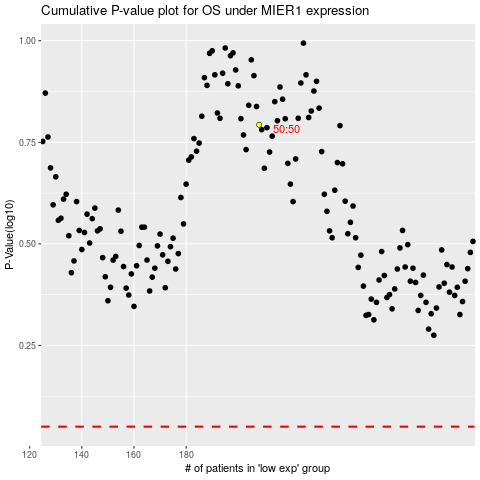 Cumulative P-value plot for OS under MIER1 expression
1.00
0.75
0.50
0.25
P-Value(log10)
50:50
120 140 160 180
# of patients in 'low exp' group